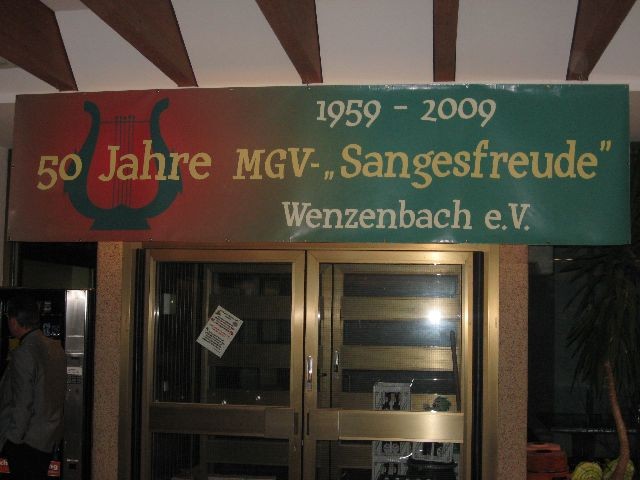 1959 - 2009
50 Jahre MGV-„Sangesfreude”
Wenzenbach e.V.